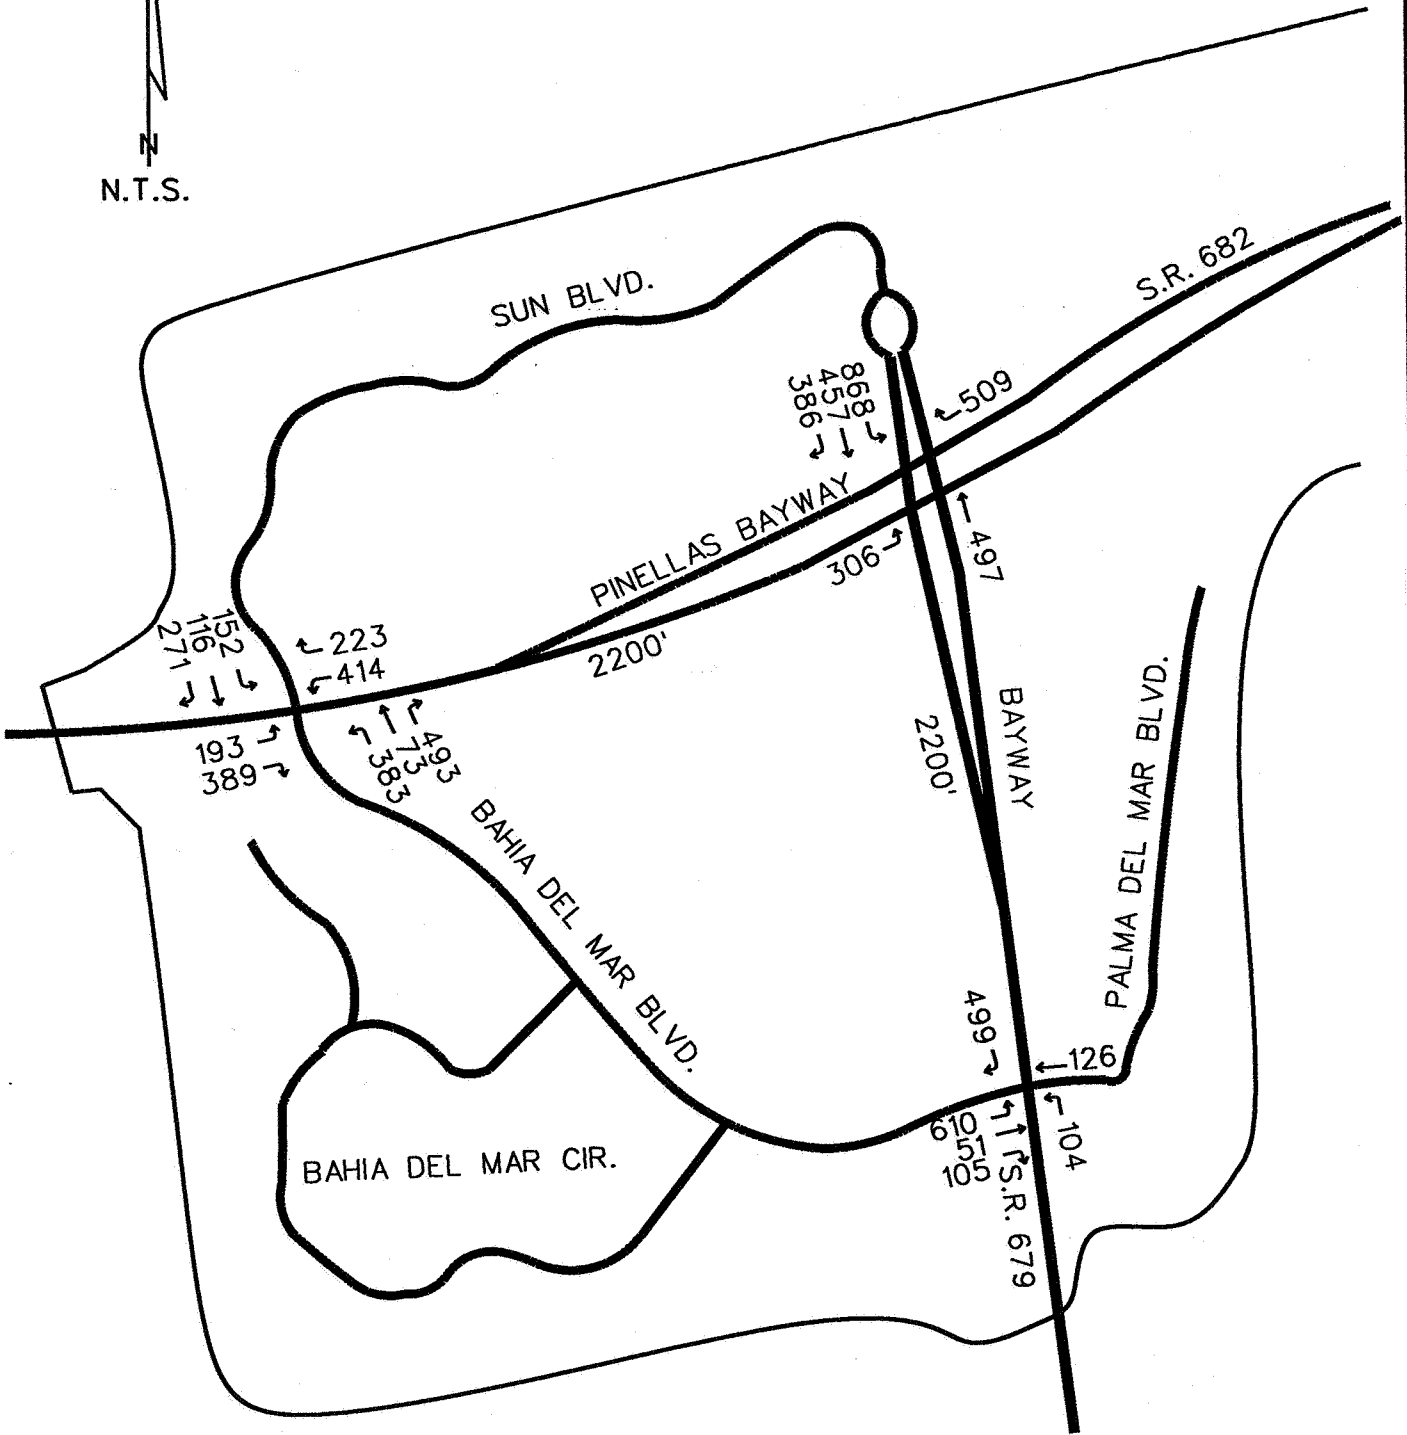 N
N.T.S.
SUN BLVD.
S.R. 682
868
457
386
509
PINELLAS BAYWAY
306
497
2200'
152
116
271
223
414
193
389
493
73
383
BAHIA DEL MAR BLVD.
2200'
BAYWAY
PALMA DEL MAR BLVD.
499
126
610
51
105
104
S.R. 679
BAHIA DEL MAR CIR.